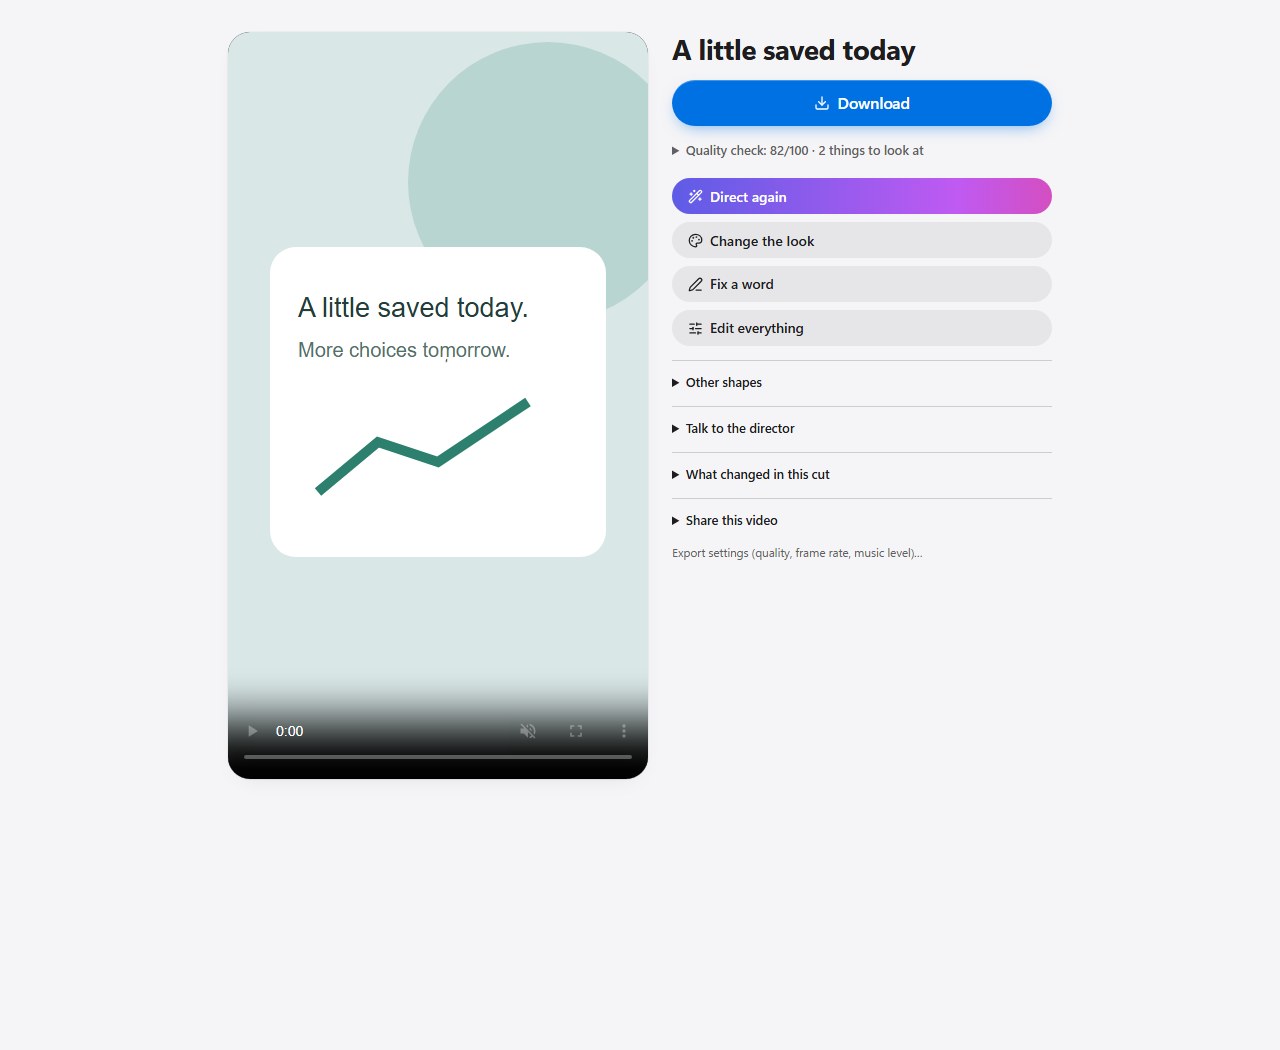 A little saved today.
More choices tomorrow.
0:00
A little saved today
Download
Quality check: 82/100 · 2 things to look at
Direct again
Change the look
Fix a word
Edit everything
Other shapes
Talk to the director
What changed in this cut
Share this video
Export settings (quality, frame rate, music level)...